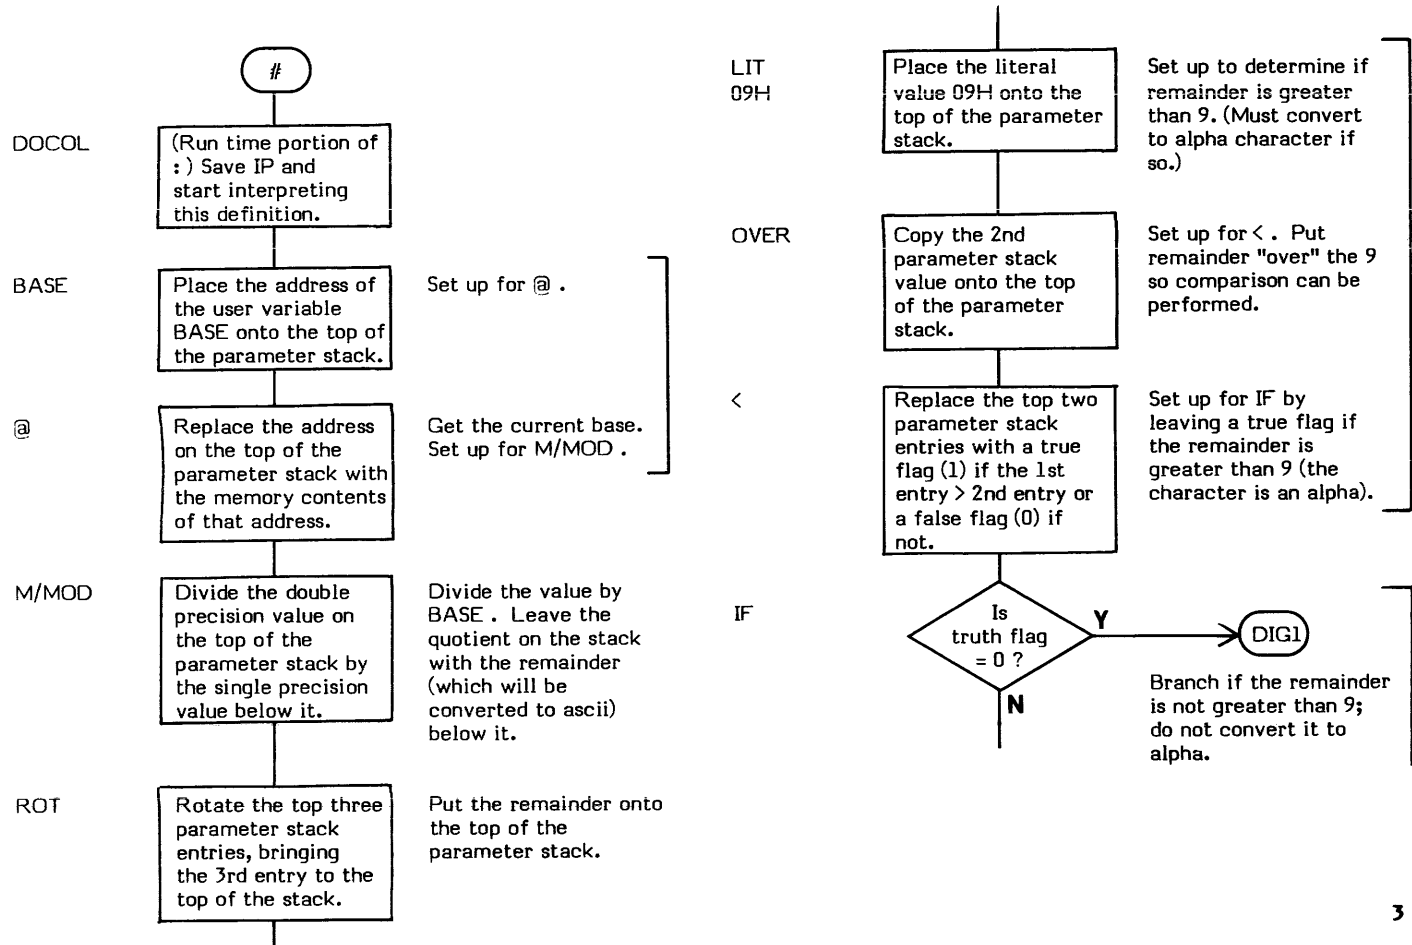 #
DOCOL
(Run time portion of
: ) Save IP and
start interpreting
this definition.
BASE
Place the address of
the user variable
BASE onto the top of
the parameter stack.
Set up for @ .
@
Replace the address
on the top of the
parameter stack with
the memory contents
of that address.
Get the current base.
Set up for M/MOD .
M/MOD
Divide the double
precision value on
the top of the
parameter stack by
the single precision
value below it.
Divide the value by
BASE . Leave the
quotient on the stack
with the remainder
(which will be
converted to ascii)
below it.
ROT
Rotate the top three
parameter stack
entries, bringing
the 3rd entry to the
top of the stack.
Put the remainder onto
the top of the
parameter stack.
LIT
09H
Place the literal
value 09H onto the
top of the parameter
stack.
Set up to determine if
remainder is greater
than 9. (Must convert
to alpha character if
so.)
OVER
Copy the 2nd
parameter stack
value onto the top
of the parameter
stack.
Set up for < . Put
remainder "over" the 9
so comparison can be
performed.
<
Replace the top two
parameter stack
entries with a true
flag (1) if the 1st
entry > 2nd entry or
a false flag (0) if
not.
Set up for IF by
leaving a true flag if
the remainder is
greater than 9 (the
character is an alpha).
IF
Is
truth flag
= 0 ?
Y
N
DIG1
Branch if the remainder
is not greater than 9;
do not convert it to
alpha.
3